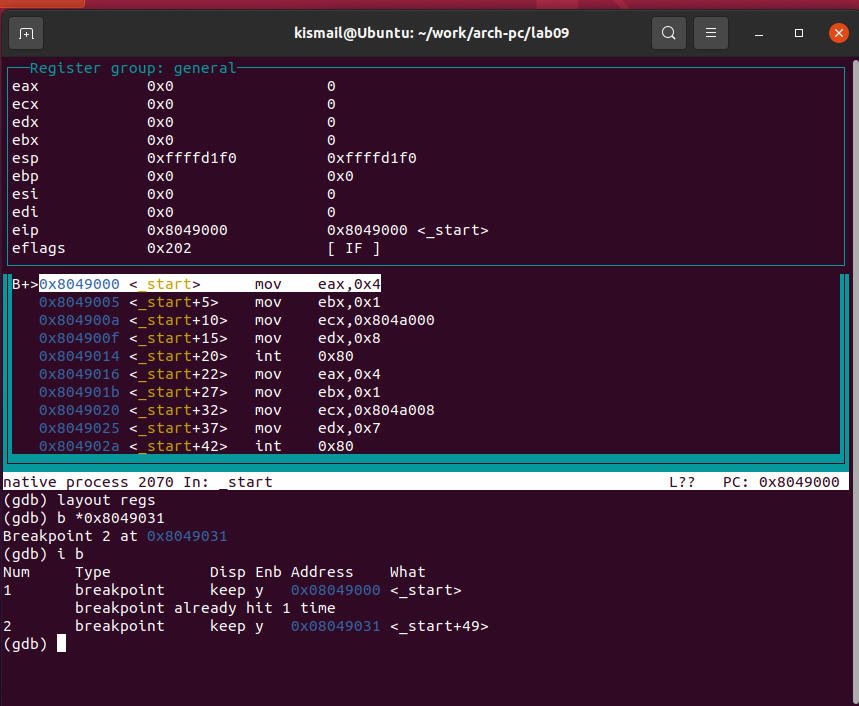 kismail@Ubuntu: ~/work/arch-pc/lab09
Register group: general
eax 0x0 0
ecx 0x0 0
edx 0x0 0
ebx 0x0 0
esp 0xffffd1f0 0xffffd1f0
ebp 0x0 0x0
esi 0x0 0
edi 0x0 0
eip 0x8049000 0x8049000 <_start>
eflags 0x202 [ IF ]
B+>0x8049000 <_start> mov eax,0x4
0x8049005 <_start+5> mov ebx,0x1
0x804900a <_start+10> mov ecx,0x804a000
0x804900f <_start+15> mov edx,0x8
0x8049014 <_start+20> int 0x80
0x8049016 <_start+22> mov eax,0x4
0x804901b <_start+27> mov ebx,0x1
0x8049020 <_start+32> mov ecx,0x804a008
0x8049025 <_start+37> mov edx,0x7
0x804902a <_start+42> int 0x80
native process 2070 In: _start L?? PC: 0x8049000
(gdb) layout regs
(gdb) b *0x8049031
Breakpoint 2 at 0x8049031
(gdb) i b
Num Type Disp Enb Address What
1 breakpoint keep y 0x08049000 <_start>
breakpoint already hit 1 time
2 breakpoint keep y 0x08049031 <_start+49>
(gdb)